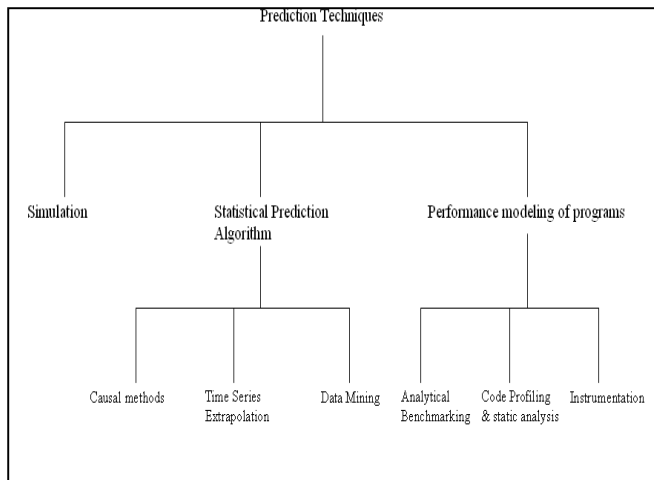 Prediction Techniques
Simulation
Statistical Prediction
Algorithm
Performance modeling of programs
Causal methods
Time Series
Extrapolation
Data Mining
Analytical
Benchmarking
Code Profiling
& static analysis
Instrumentation